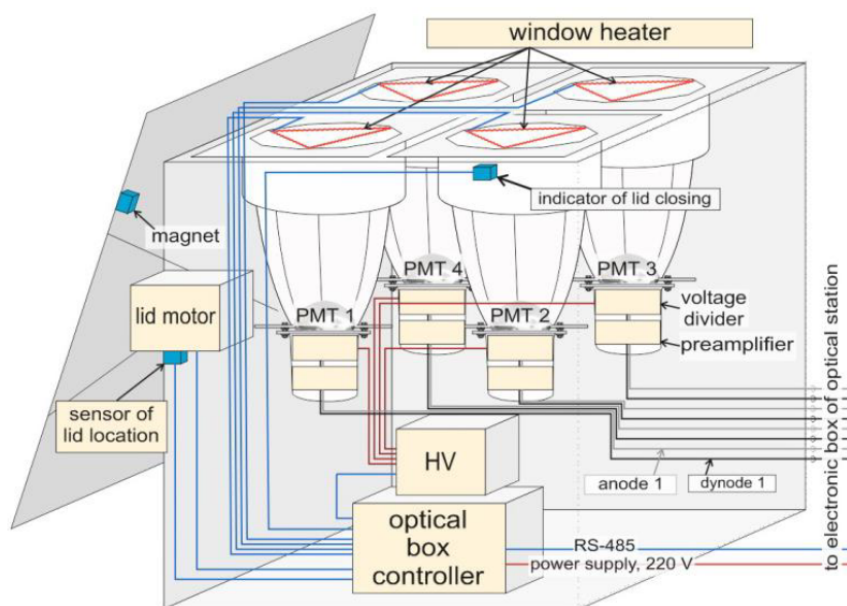 window heater
indicator of lid closing
magnet
PMT 4
PMT 3
lid motor
PMT 1
PMT 2
voltage
divider
preamplifier
sensor of
lid location
HV
anode 1
dynode 1
optical
box
controller
RS-485
power supply, 220 V
to electronic box of optical station